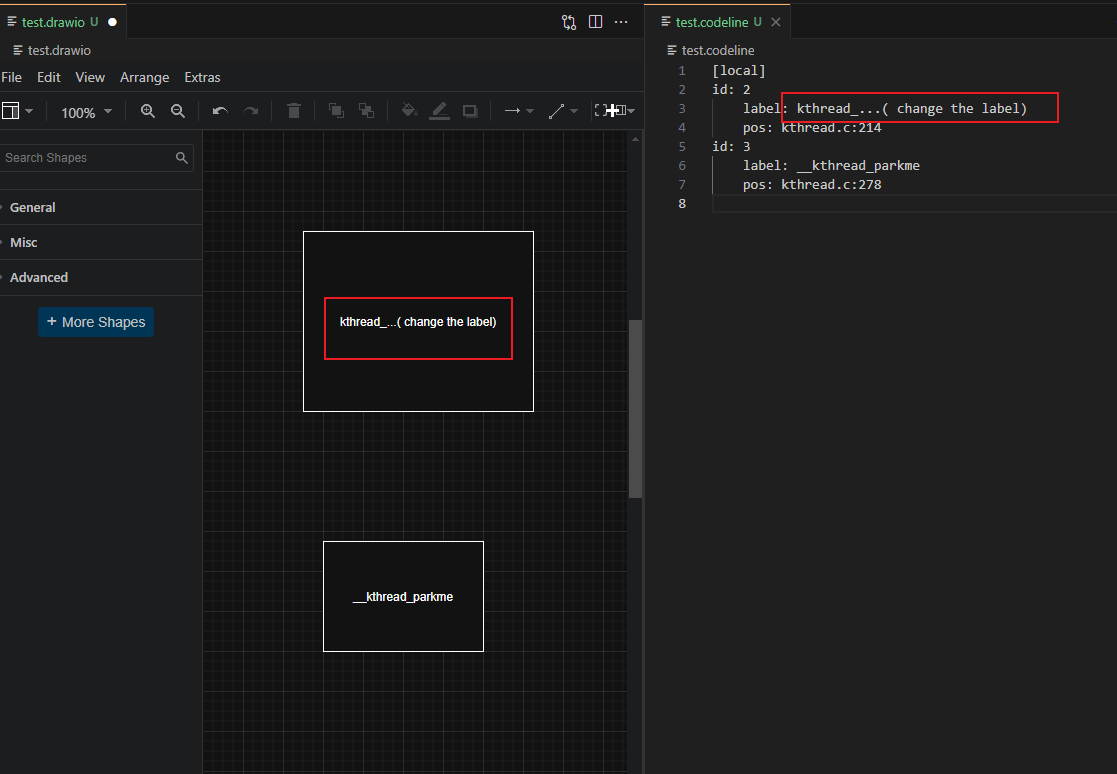 test.drawio U
test.drawio
File Edit View Arrange Extras
100%
Search Shapes
General
Misc
Advanced
+ More Shapes
kthread_...( change the label)
__kthread_parkme
test.codeline U
test.codeline
1 [local]
2 id: 2
3 label: kthread_...( change the label)
4 pos: kthread.c:214
5 id: 3
6 label: __kthread_parkme
7 pos: kthread.c:278
8